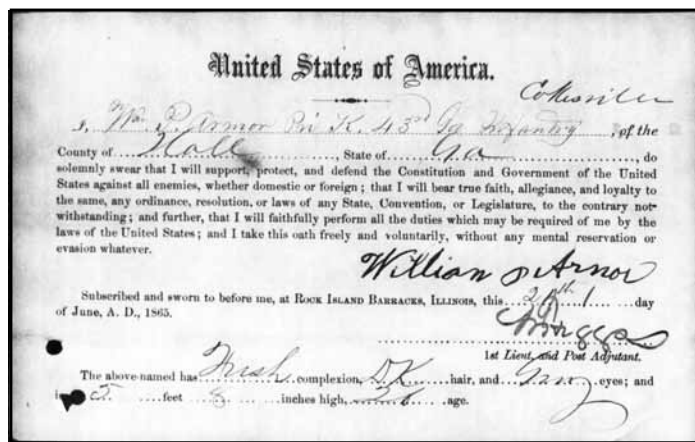 United States of America.
Collesville
I, Wm. P. Armor Pri K. 43rd Ga Infantry, of the
County of Hall, State of Ga, do
solemnly swear that I will support, protect, and defend the Constitution and Government of the United
States against all enemies, whether domestic or foreign; that I will bear true faith, allegiance, and loyalty to
the same, any ordinance, resolution, or laws of any State, Convention, or Legislature, to the contrary not-
withstanding; and further, that I will faithfully perform all the duties which may be required of me by the
laws of the United States; and I take this oath freely and voluntarily, without any mental reservation or
evasion whatever.
William P Armor
Subscribed and sworn to before me, at ROCK ISLAND BARRACKS, ILLINOIS, this day
of June, A. D., 1865.
1st Lieut, and Post Adjutant.
The above-named has Fresh complexion, DK hair, and Gray eyes; and
is 5 feet 8 inches high, 36 age.